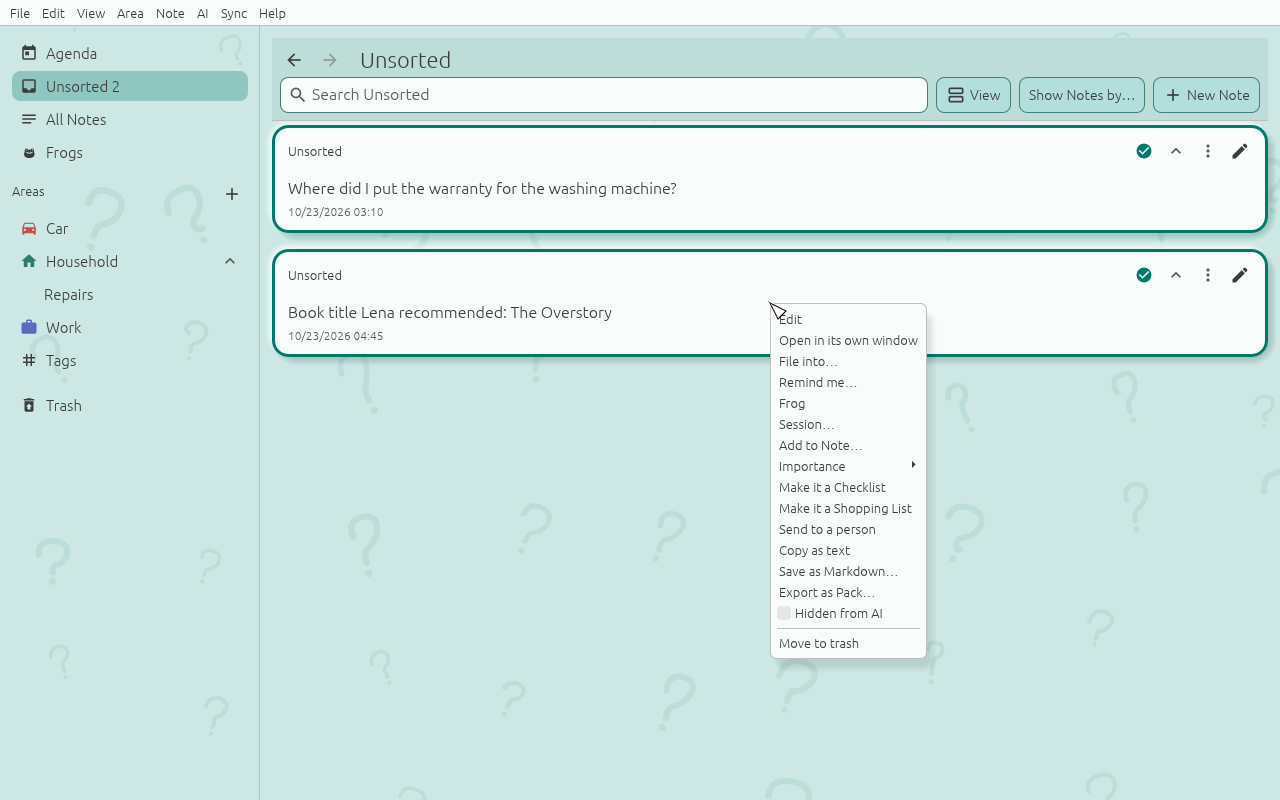 File Edit View Area Note AI Sync Help
Agenda
Unsorted 2
All Notes
Frogs
Areas
Car
Household
Repairs
Work
Tags
Trash
Unsorted
Search Unsorted
View
Show Notes by…
New Note
Unsorted
Where did I put the warranty for the washing machine?
10/23/2026 03:10
Unsorted
Book title Lena recommended: The Overstory
10/23/2026 04:45
Edit
Open in its own window
File into…
Remind me…
Frog
Session…
Add to Note…
Importance
Make it a Checklist
Make it a Shopping List
Send to a person
Copy as text
Save as Markdown…
Export as Pack…
Hidden from AI
Move to trash